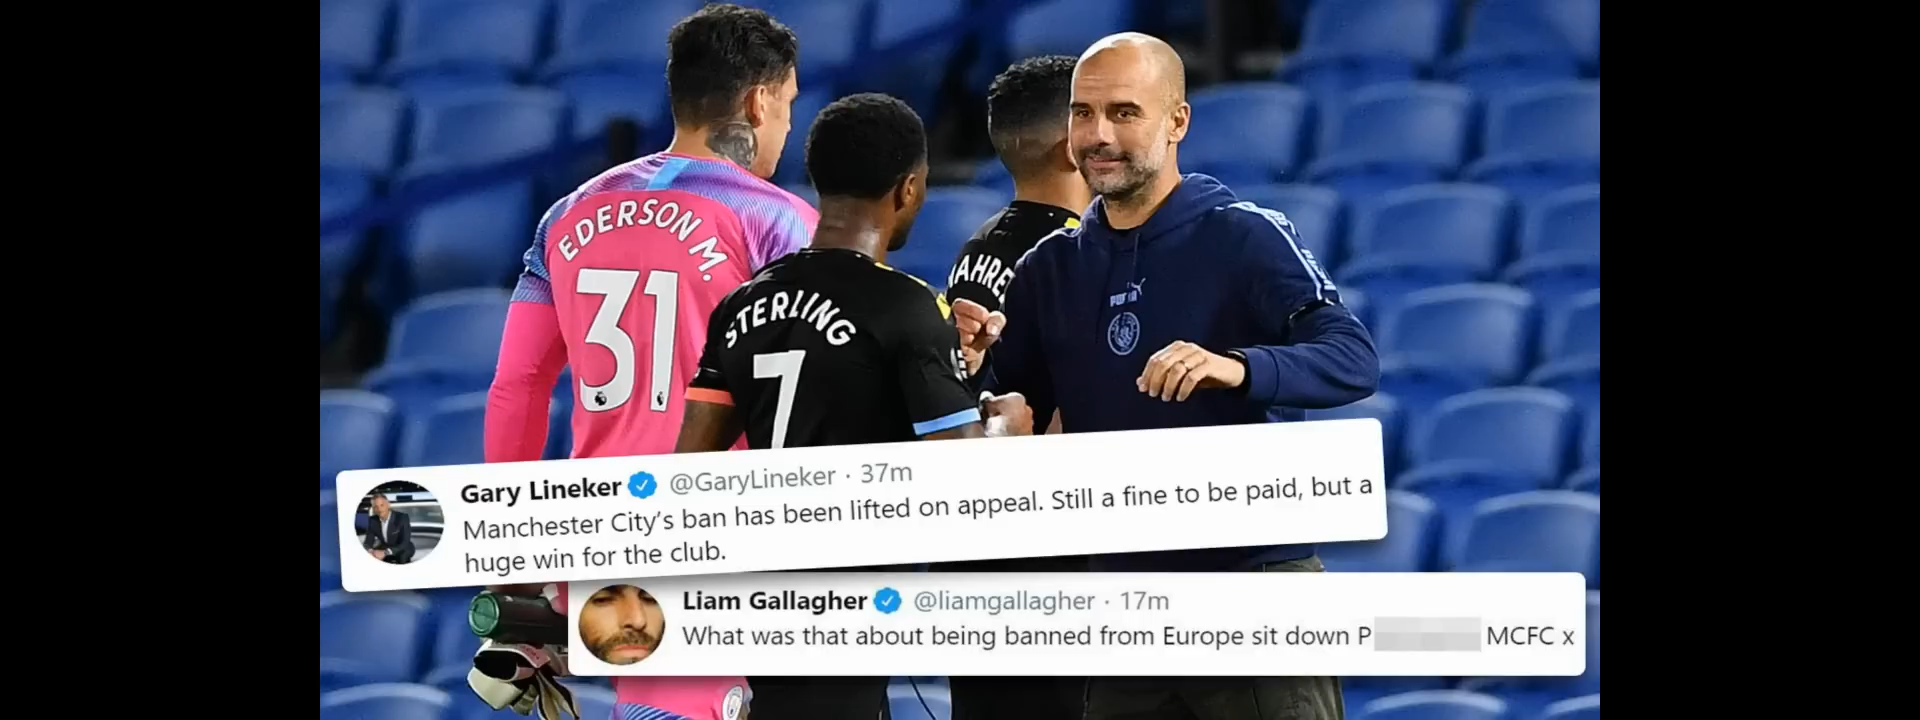 EDERSON M.
31
STERLING
7
AHRE
PUMA
Gary Lineker @GaryLineker · 37m
Manchester City's ban has been lifted on appeal. Still a fine to be paid, but a
huge win for the club.
Liam Gallagher @liamgallagher · 17m
What was that about being banned from Europe sit down P MCFC x